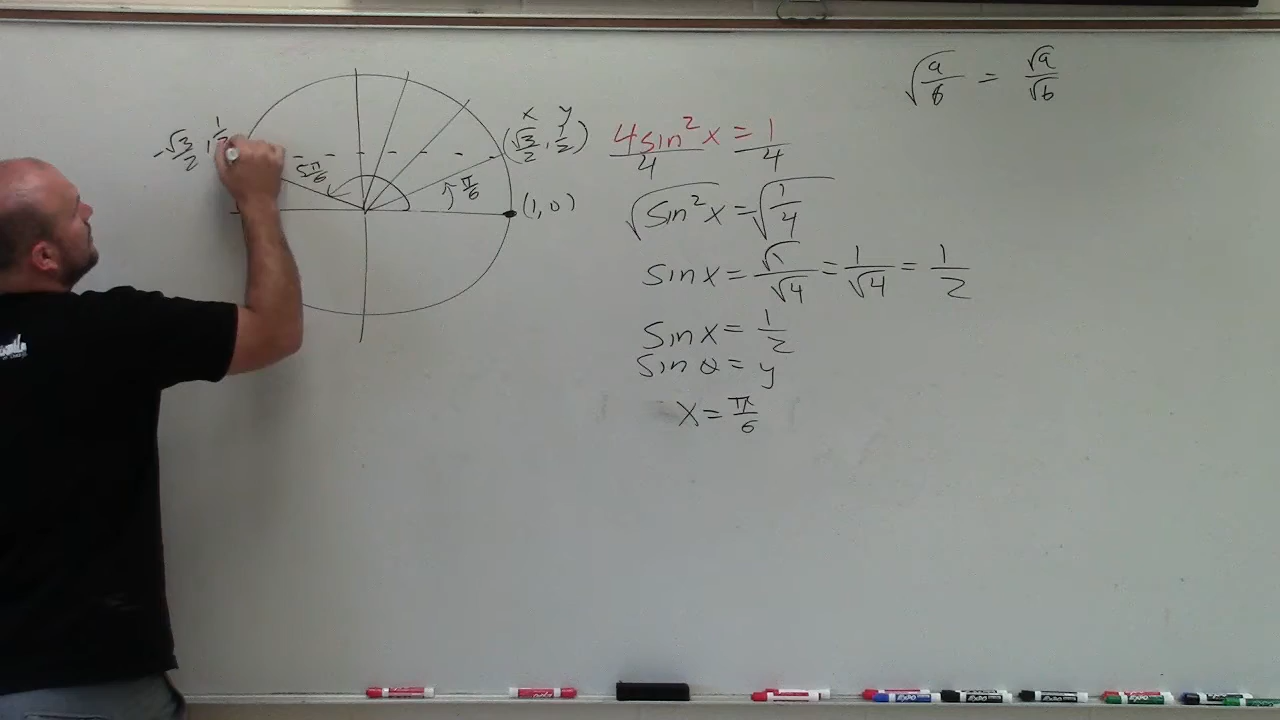 √(a/b) = √a/√b
4sin²x = 1
4 4
√sin²x = √(1/4)
sin x = √1/√4 = 1/√4 = 1/2
sin x = 1/2
sin θ = y
x = π/6
x y
(√3/2, 1/2)
-√3/2, 1/2
5π/6
π/6
(1, 0)